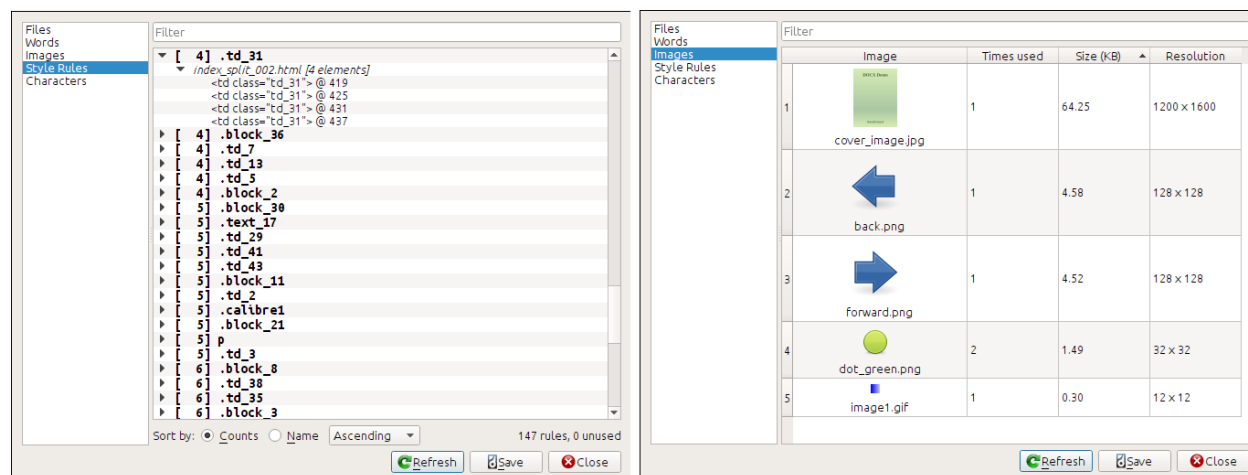 Files
Words
Images
Style Rules
Characters
Filter
[ 4] .td_31
index_split_002.html [4 elements]
<td class="td_31"> @ 419
<td class="td_31"> @ 425
<td class="td_31"> @ 431
<td class="td_31"> @ 437
[ 4] .block_36
[ 4] .td_7
[ 4] .td_13
[ 4] .td_5
[ 4] .block_2
[ 5] .block_30
[ 5] .text_17
[ 5] .td_29
[ 5] .td_41
[ 5] .td_43
[ 5] .block_11
[ 5] .td_2
[ 5] .calibre1
[ 5] .block_21
[ 5] p
[ 5] .td_3
[ 6] .block_8
[ 6] .td_38
[ 6] .td_35
[ 6] .block_3
Sort by: Counts Name Ascending 147 rules, 0 unused
Refresh Save Close
Files
Words
Images
Style Rules
Characters
Filter
Image Times used Size (KB) Resolution
DOCX Demo
1 1 64.25 1200 x 1600
cover_image.jpg
2 1 4.58 128 x 128
back.png
3 1 4.52 128 x 128
forward.png
4 2 1.49 32 x 32
dot_green.png
5 1 0.30 12 x 12
image1.gif
Refresh Save Close